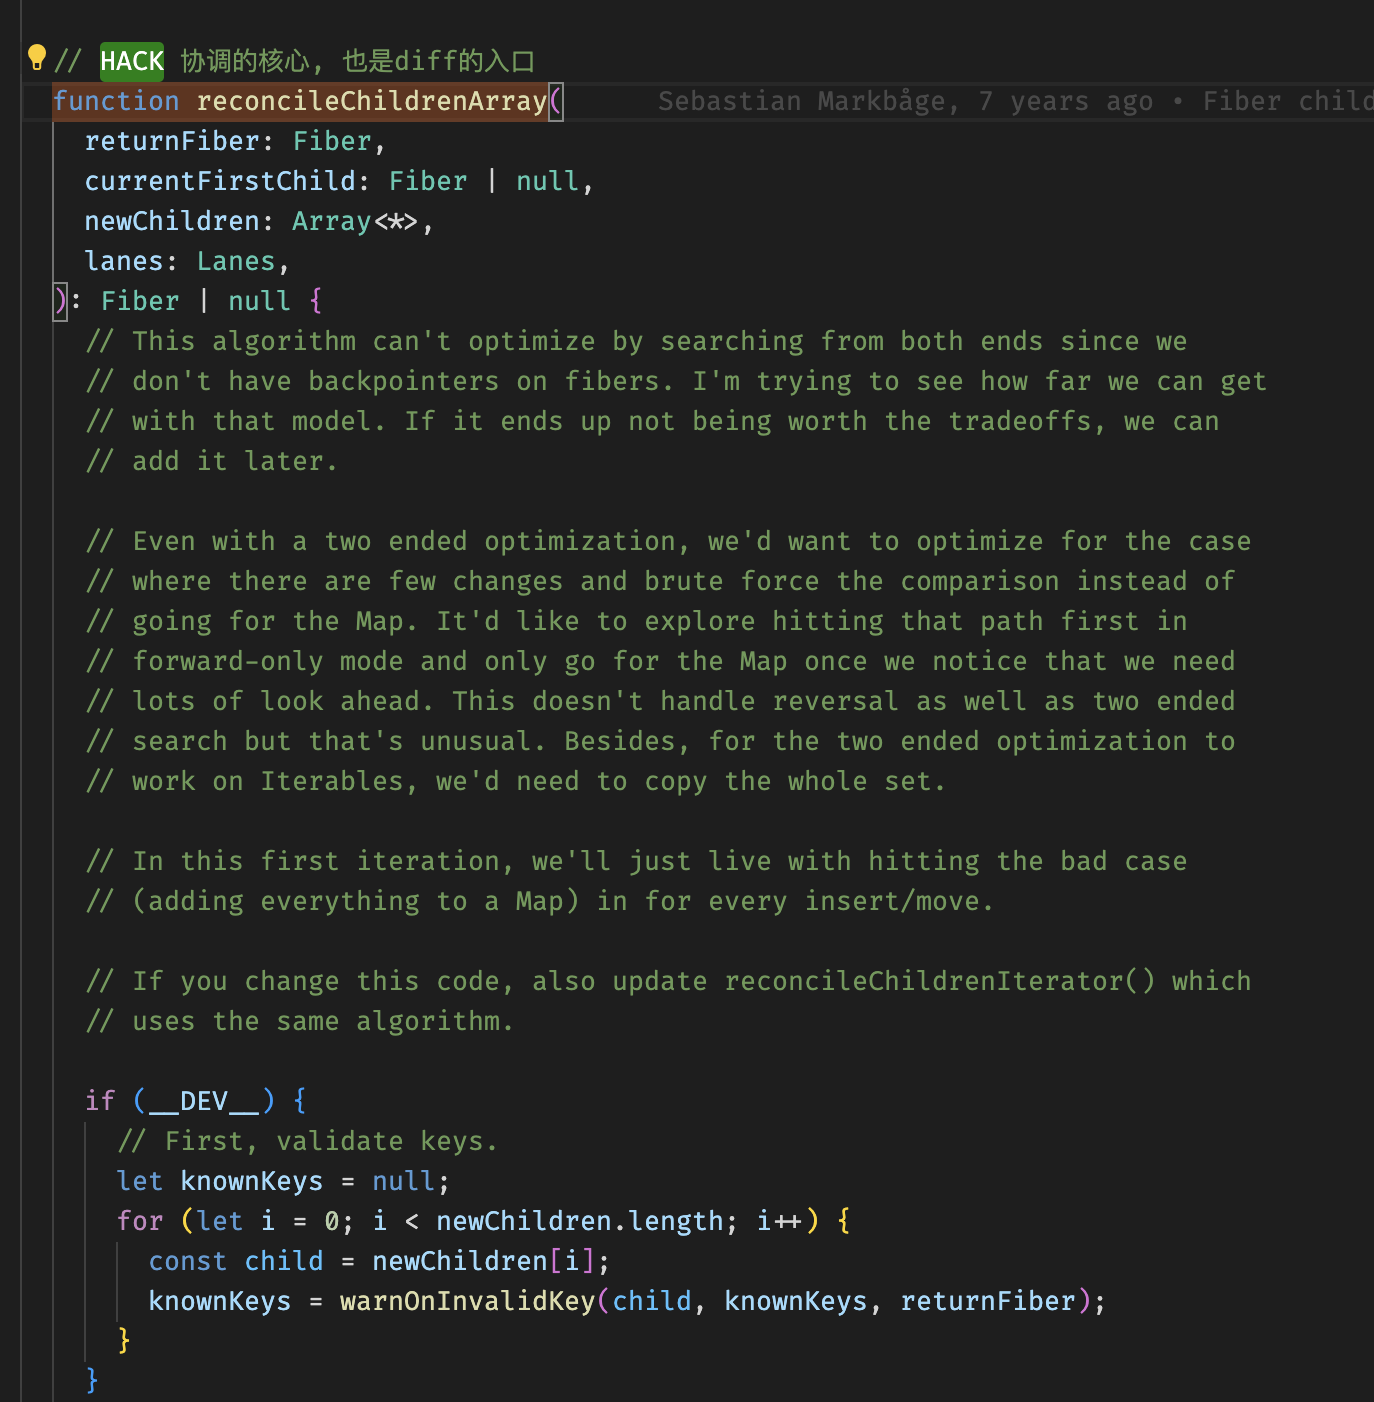 // HACK 协调的核心, 也是diff的入口
function reconcileChildrenArray( Sebastian Markbåge, 7 years ago • Fiber child
returnFiber: Fiber,
currentFirstChild: Fiber | null,
newChildren: Array<*>,
lanes: Lanes,
): Fiber | null {
// This algorithm can't optimize by searching from both ends since we
// don't have backpointers on fibers. I'm trying to see how far we can get
// with that model. If it ends up not being worth the tradeoffs, we can
// add it later.
// Even with a two ended optimization, we'd want to optimize for the case
// where there are few changes and brute force the comparison instead of
// going for the Map. It'd like to explore hitting that path first in
// forward-only mode and only go for the Map once we notice that we need
// lots of look ahead. This doesn't handle reversal as well as two ended
// search but that's unusual. Besides, for the two ended optimization to
// work on Iterables, we'd need to copy the whole set.
// In this first iteration, we'll just live with hitting the bad case
// (adding everything to a Map) in for every insert/move.
// If you change this code, also update reconcileChildrenIterator() which
// uses the same algorithm.
if (__DEV__) {
// First, validate keys.
let knownKeys = null;
for (let i = 0; i < newChildren.length; i++) {
const child = newChildren[i];
knownKeys = warnOnInvalidKey(child, knownKeys, returnFiber);
}
}